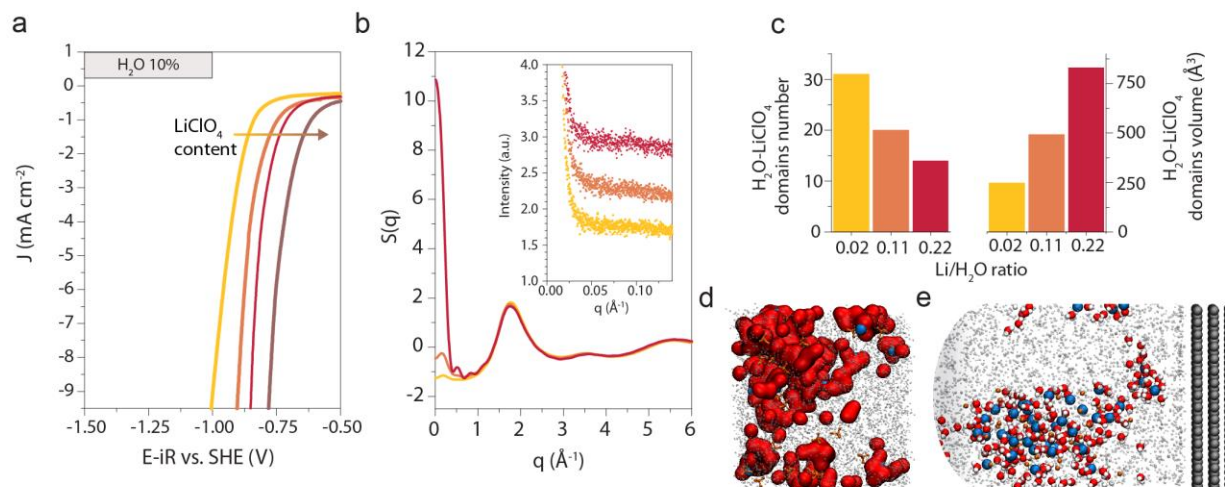 a
H₂O 10%
LiClO₄
content
1
0
-1
-2
-3
-4
-5
-6
-7
-8
-9
J (mA cm⁻²)
-1.50
-1.25
-1.00
-0.75
-0.50
E-iR vs. SHE (V)
b
12
10
8
6
4
2
0
-2
S(q)
0
1
2
3
4
5
6
q (Å⁻¹)
4.0
3.5
3.0
2.5
2.0
1.5
1.0
Intensity (a.u.)
0.00
0.05
0.10
q (Å⁻¹)
c
H₂O-LiClO₄
domains number
30
20
10
0
0.02
0.11
0.22
0.02
0.11
0.22
Li/H₂O ratio
750
500
250
0
H₂O-LiClO₄
domains volume (Å³)
d
e